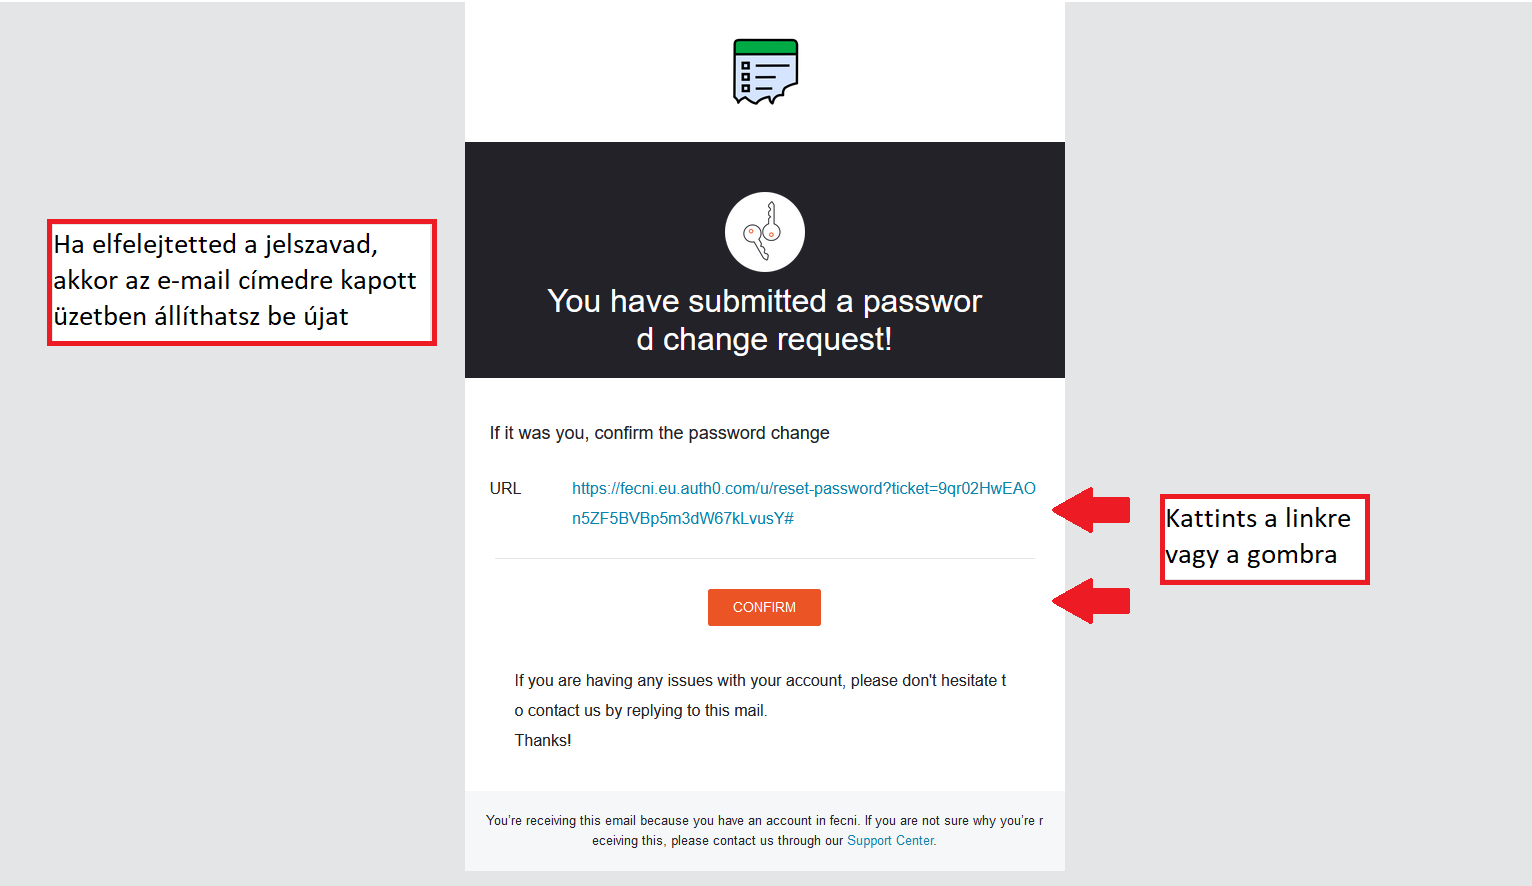 Ha elfelejtetted a jelszavad,
akkor az e-mail címedre kapott
üzetben állíthatsz be újat
You have submitted a passwor
d change request!
If it was you, confirm the password change
URL
https://fecni.eu.auth0.com/u/reset-password?ticket=9qr02HwEAO
n5ZF5BVBp5m3dW67kLvusY#
Kattints a linkre
vagy a gombra
CONFIRM
If you are having any issues with your account, please don't hesitate t
o contact us by replying to this mail.
Thanks!
You’re receiving this email because you have an account in fecni. If you are not sure why you’re r
eceiving this, please contact us through our Support Center.